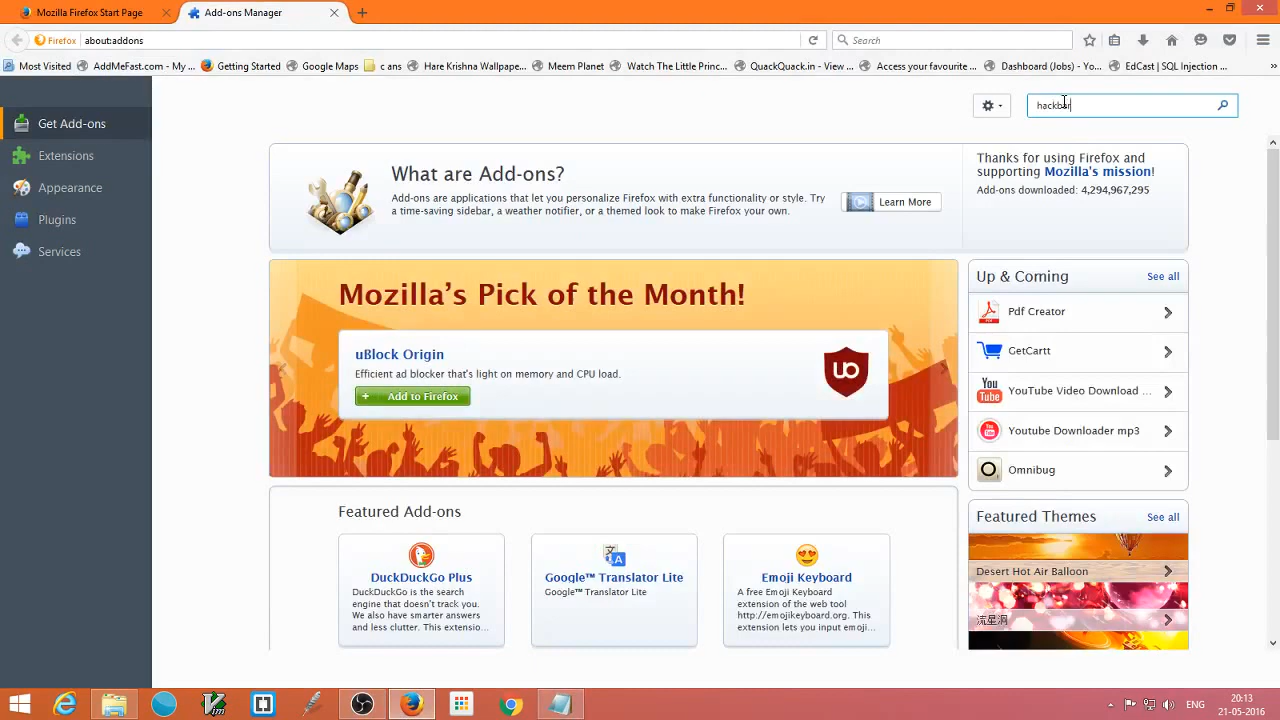 Mozilla Firefox Start Page
Add-ons Manager
Firefox
about:addons
Search
Most Visited
AddMeFast.com - My ...
Getting Started
Google Maps
c ans
Hare Krishna Wallpape...
Meem Planet
Watch The Little Princ...
QuackQuack.in - View ...
Access your favourite ...
Dashboard (Jobs) - Yo...
EdCast | SQL Injection ...
Get Add-ons
Extensions
Appearance
Plugins
Services
hackbar
What are Add-ons?
Add-ons are applications that let you personalize Firefox with extra functionality or style. Try
a time-saving sidebar, a weather notifier, or a themed look to make Firefox your own.
Learn More
Thanks for using Firefox and
supporting Mozilla's mission!
Add-ons downloaded: 4,294,967,295
Mozilla's Pick of the Month!
uBlock Origin
Efficient ad blocker that's light on memory and CPU load.
+ Add to Firefox
UO
Up & Coming
See all
Pdf Creator
GetCartt
You
Tube
YouTube Video Download ...
Youtube Downloader mp3
Omnibug
Featured Add-ons
DuckDuckGo Plus
DuckDuckGo is the search
engine that doesn't track you.
We also have smarter answers
and less clutter. This extensio...
Google™ Translator Lite
Google™ Translator Lite
Emoji Keyboard
A free Emoji Keyboard
extension of the web tool
http://emojikeyboard.org. This
extension lets you input emoji...
Featured Themes
See all
Desert Hot Air Balloon
ENG
20:13
21-05-2016